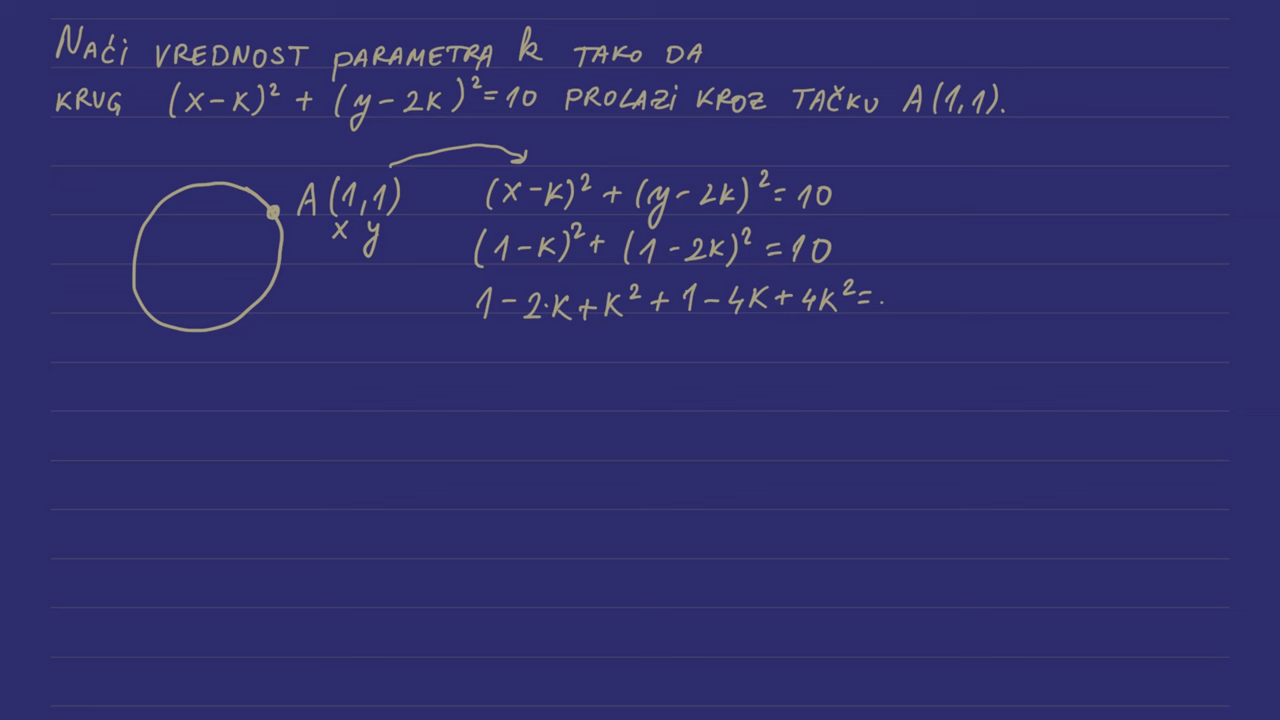 Naći vrednost parametra k tako da
krug (x-k)² + (y-2k)² = 10 prolazi kroz tačku A(1,1).
A(1,1) (x-k)² + (y-2k)² = 10
x y (1-k)² + (1-2k)² = 10
1-2·k+k² + 1-4k+4k² = .